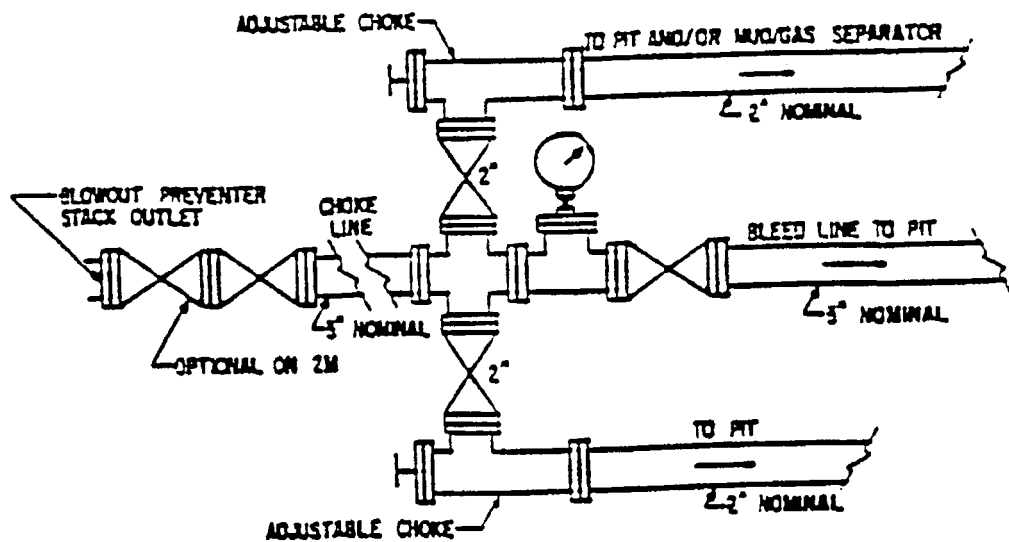 ADJUSTABLE CHOKE
TO PIT AND/OR MUD/GAS SEPARATOR
2" NOMINAL
2"
BLOWOUT PREVENTER
STACK OUTLET
CHOKE
LINE
BLEED LINE TO PIT
3" NOMINAL
3" NOMINAL
OPTIONAL ON 2M
2"
TO PIT
2" NOMINAL
ADJUSTABLE CHOKE